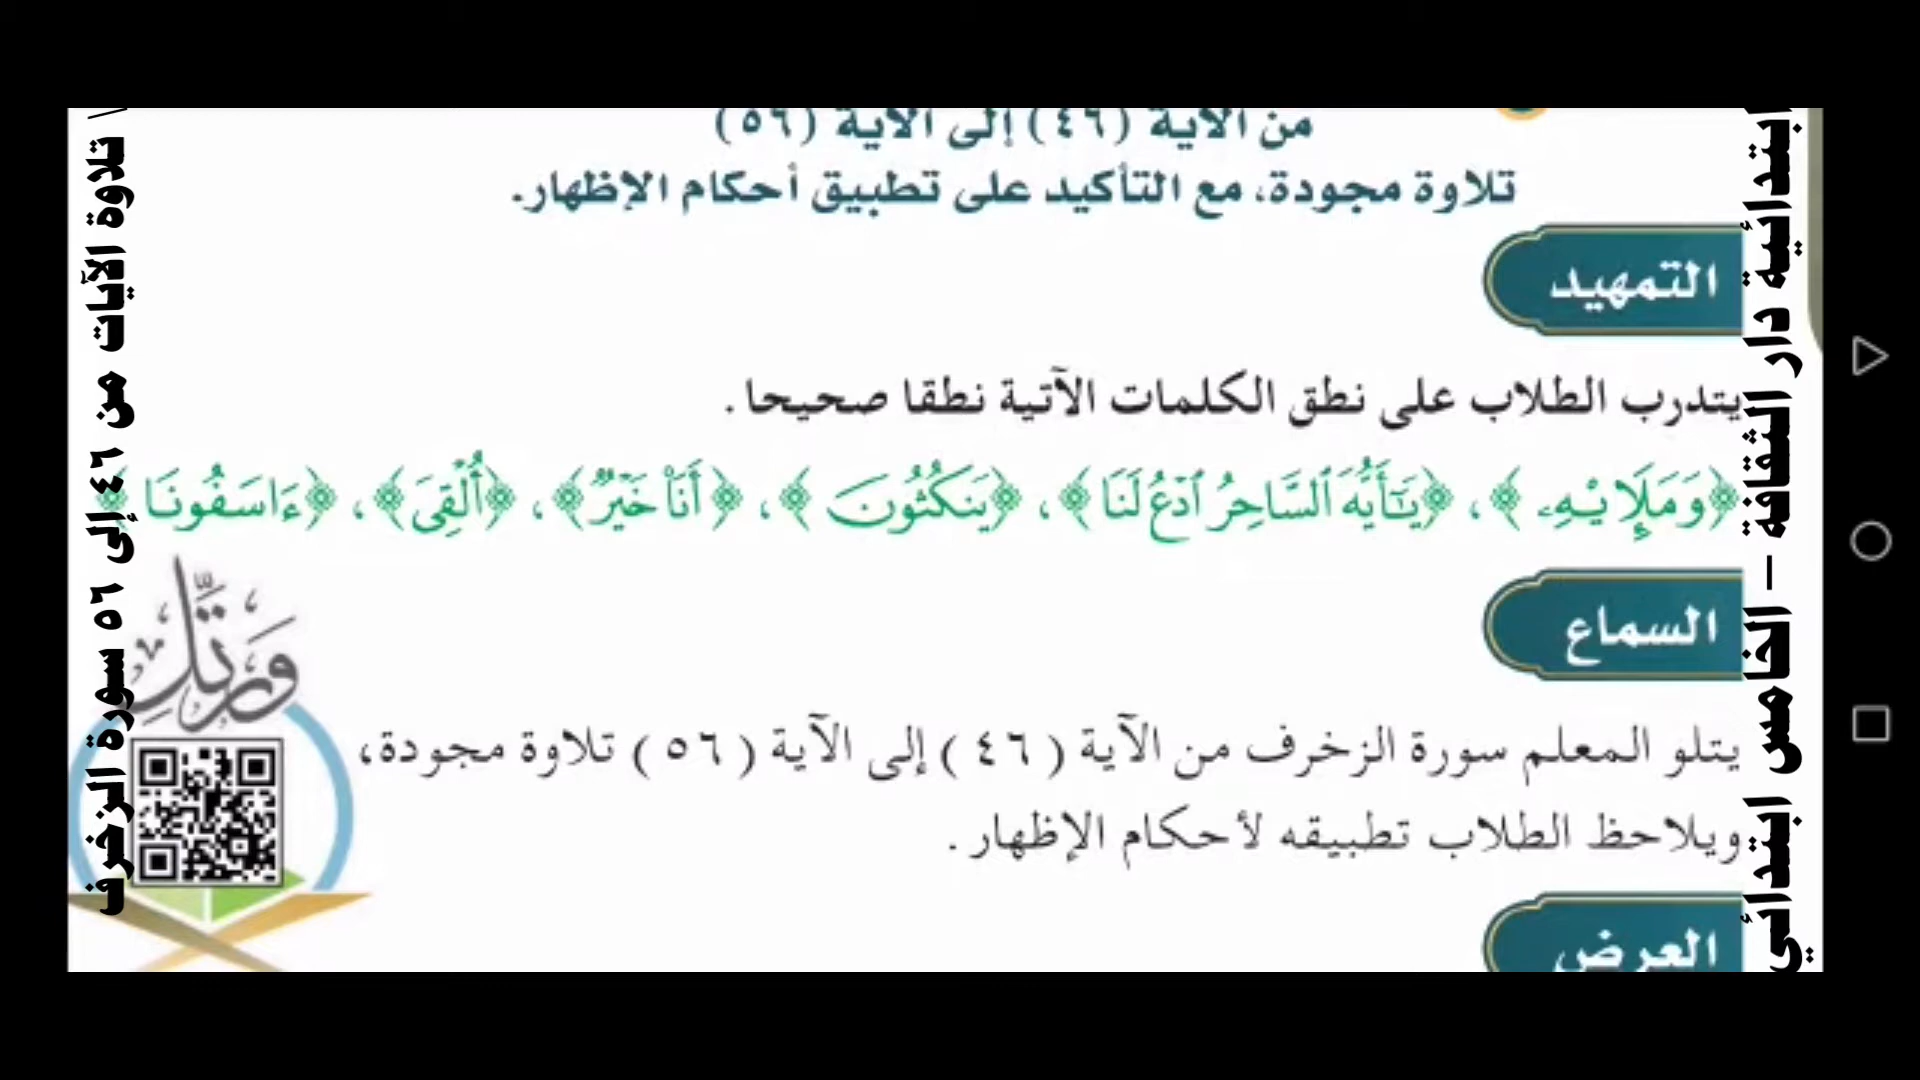 من الآية (٤٦) إلى الآية (٥٦)
تلاوة مجودة، مع التأكيد على تطبيق أحكام الإظهار.
التمهيد
يتدرب الطلاب على نطق الكلمات الآتية نطقا صحيحا.
﴿وَمَلَإِيْهِۦ﴾، ﴿يَٰٓأَيُّهَ ٱلسَّاحِرُ ٱدْعُ لَنَا﴾، ﴿يَنكُثُونَ﴾، ﴿أَنَا۠ خَيْرٌ﴾، ﴿أُلْقِىَ﴾، ﴿ءَاسَفُونَا﴾
السماع
يتلو المعلم سورة الزخرف من الآية (٤٦) إلى الآية (٥٦) تلاوة مجودة،
ويلاحظ الطلاب تطبيقه لأحكام الإظهار.
العرض
ورتل
ابتدائية دار الثقافة – الخامس ابتدائي
\ تلاوة الآيات من ٤٦ إلى ٥٦ سورة الزخرف